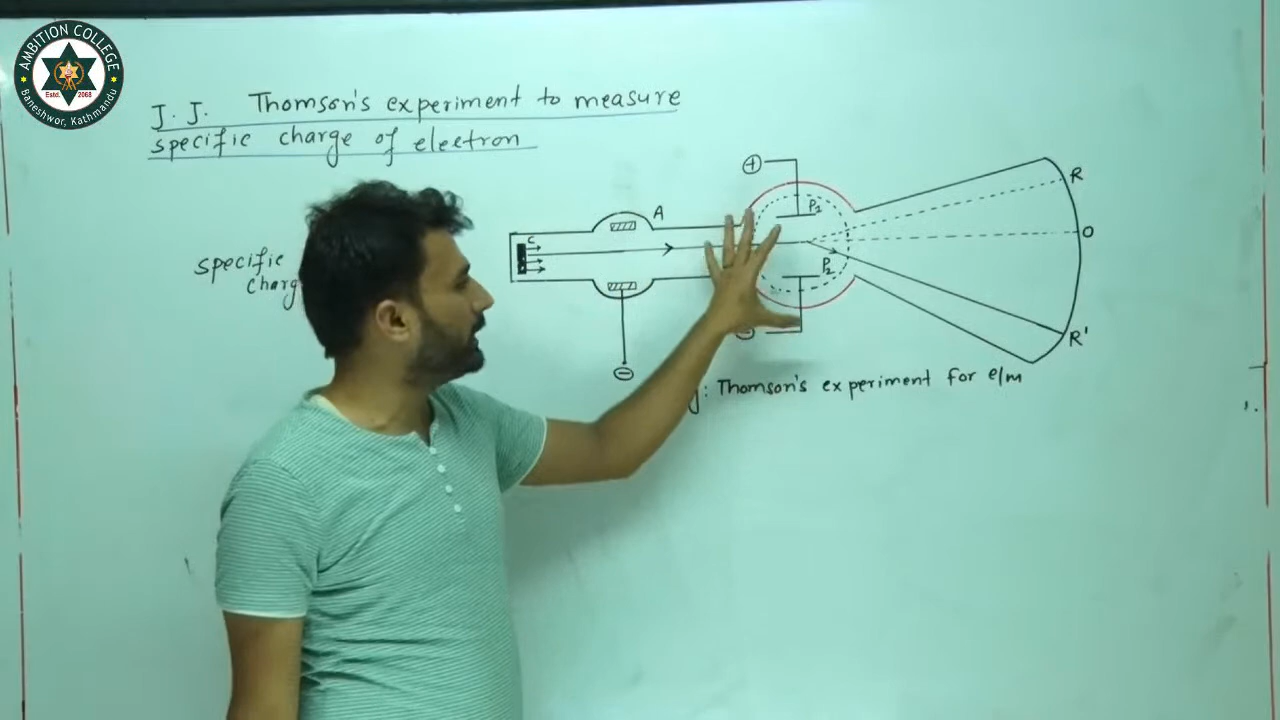 AMBITION COLLEGE
Estd. 2068
Baneshwor, Kathmandu
J. J. Thomson's experiment to measure
specific charge of electron
specific
A
C
P1
P2
R
O
R'
+
-
Thomson's experiment for e/m